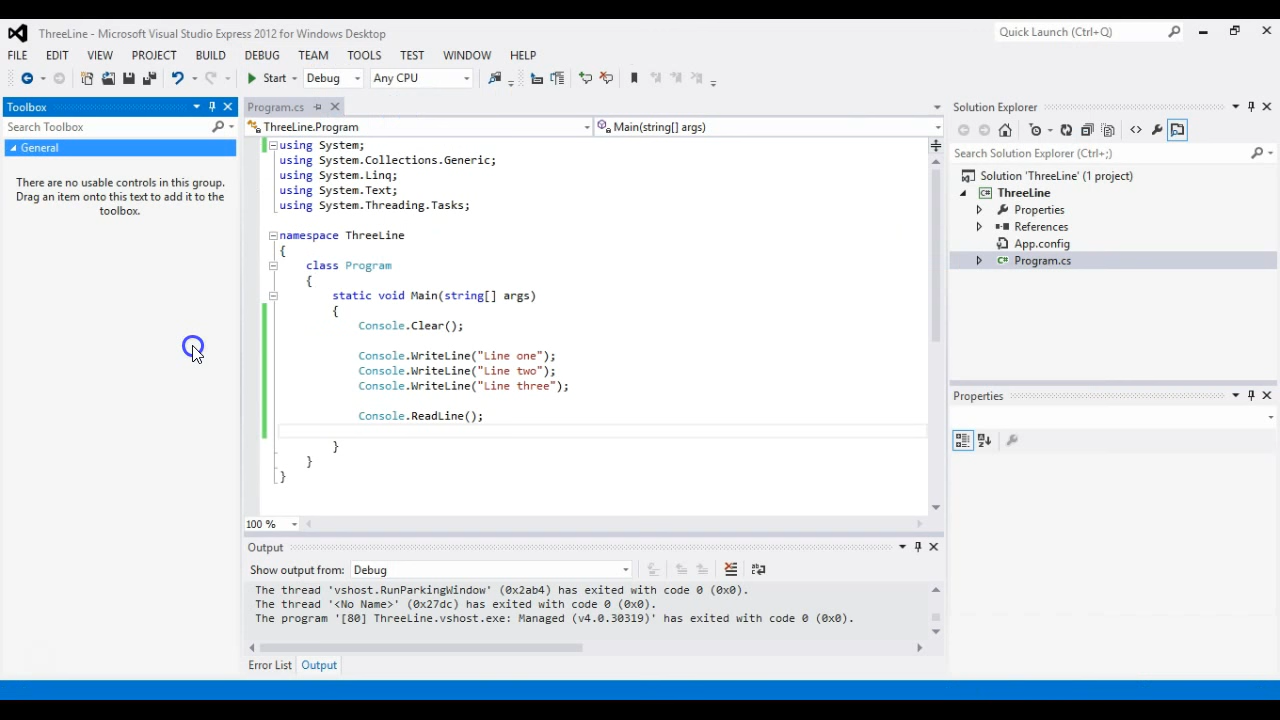 ThreeLine - Microsoft Visual Studio Express 2012 for Windows Desktop
Quick Launch (Ctrl+Q)
FILE EDIT VIEW PROJECT BUILD DEBUG TEAM TOOLS TEST WINDOW HELP
Start Debug Any CPU
Toolbox
Search Toolbox
General
There are no usable controls in this group.
Drag an item onto this text to add it to the
toolbox.
Program.cs
ThreeLine.Program
Main(string[] args)
using System;
using System.Collections.Generic;
using System.Linq;
using System.Text;
using System.Threading.Tasks;
namespace ThreeLine
{
class Program
{
static void Main(string[] args)
{
Console.Clear();
Console.WriteLine("Line one");
Console.WriteLine("Line two");
Console.WriteLine("Line three");
Console.ReadLine();
}
}
}
100 %
Output
Show output from: Debug
The thread 'vshost.RunParkingWindow' (0x2ab4) has exited with code 0 (0x0).
The thread '<No Name>' (0x27dc) has exited with code 0 (0x0).
The program '[80] ThreeLine.vshost.exe: Managed (v4.0.30319)' has exited with code 0 (0x0).
Error List Output
Solution Explorer
Search Solution Explorer (Ctrl+;)
Solution 'ThreeLine' (1 project)
C# ThreeLine
Properties
References
App.config
C# Program.cs
Properties